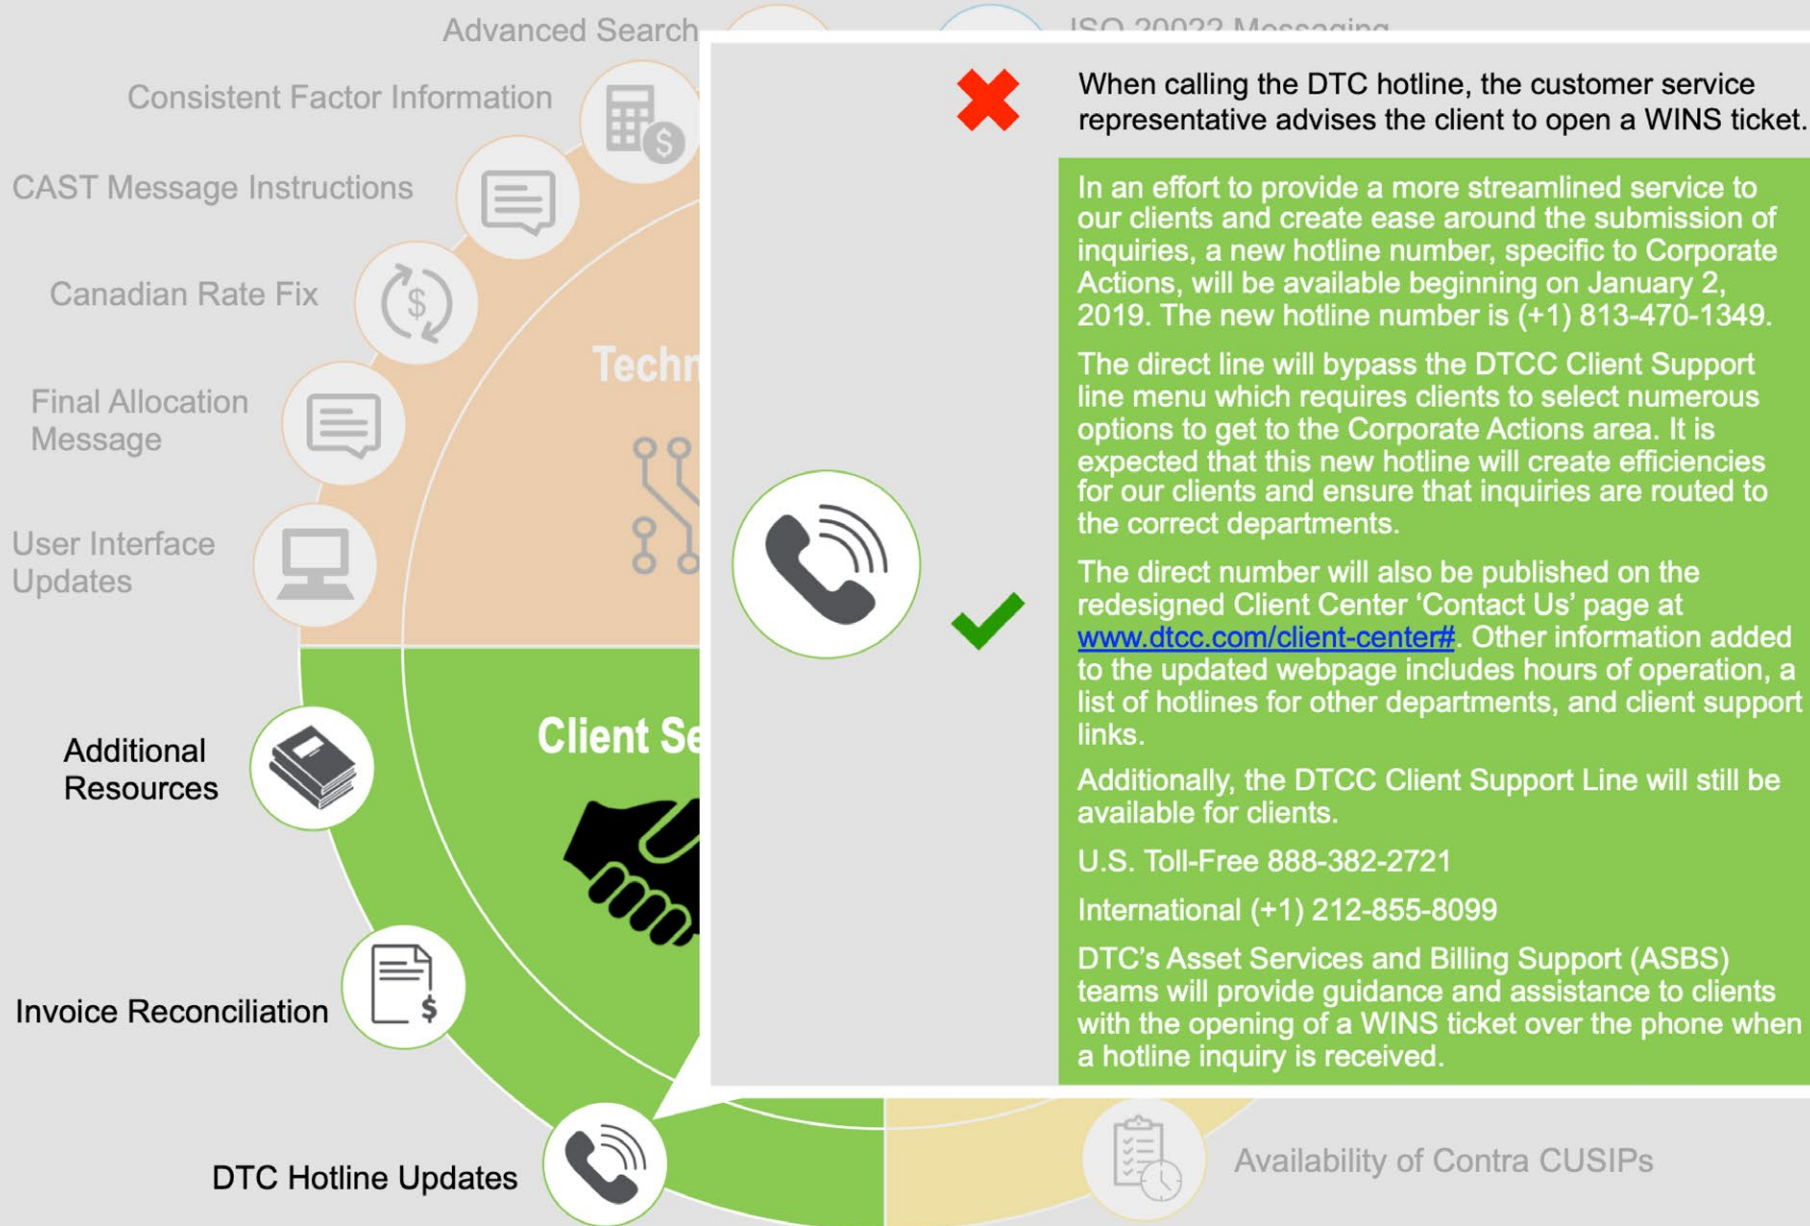 Advanced Search
ISO 20022 Messaging
Consistent Factor Information
CAST Message Instructions
Canadian Rate Fix
Final Allocation
Message
User Interface
Updates
Techn
Client Se
Additional
Resources
Invoice Reconciliation
DTC Hotline Updates
When calling the DTC hotline, the customer service
representative advises the client to open a WINS ticket.
In an effort to provide a more streamlined service to
our clients and create ease around the submission of
inquiries, a new hotline number, specific to Corporate
Actions, will be available beginning on January 2,
2019. The new hotline number is (+1) 813-470-1349.
The direct line will bypass the DTCC Client Support
line menu which requires clients to select numerous
options to get to the Corporate Actions area. It is
expected that this new hotline will create efficiencies
for our clients and ensure that inquiries are routed to
the correct departments.
The direct number will also be published on the
redesigned Client Center ‘Contact Us’ page at
www.dtcc.com/client-center#. Other information added
to the updated webpage includes hours of operation, a
list of hotlines for other departments, and client support
links.
Additionally, the DTCC Client Support Line will still be
available for clients.
U.S. Toll-Free 888-382-2721
International (+1) 212-855-8099
DTC’s Asset Services and Billing Support (ASBS)
teams will provide guidance and assistance to clients
with the opening of a WINS ticket over the phone when
a hotline inquiry is received.
Availability of Contra CUSIPs